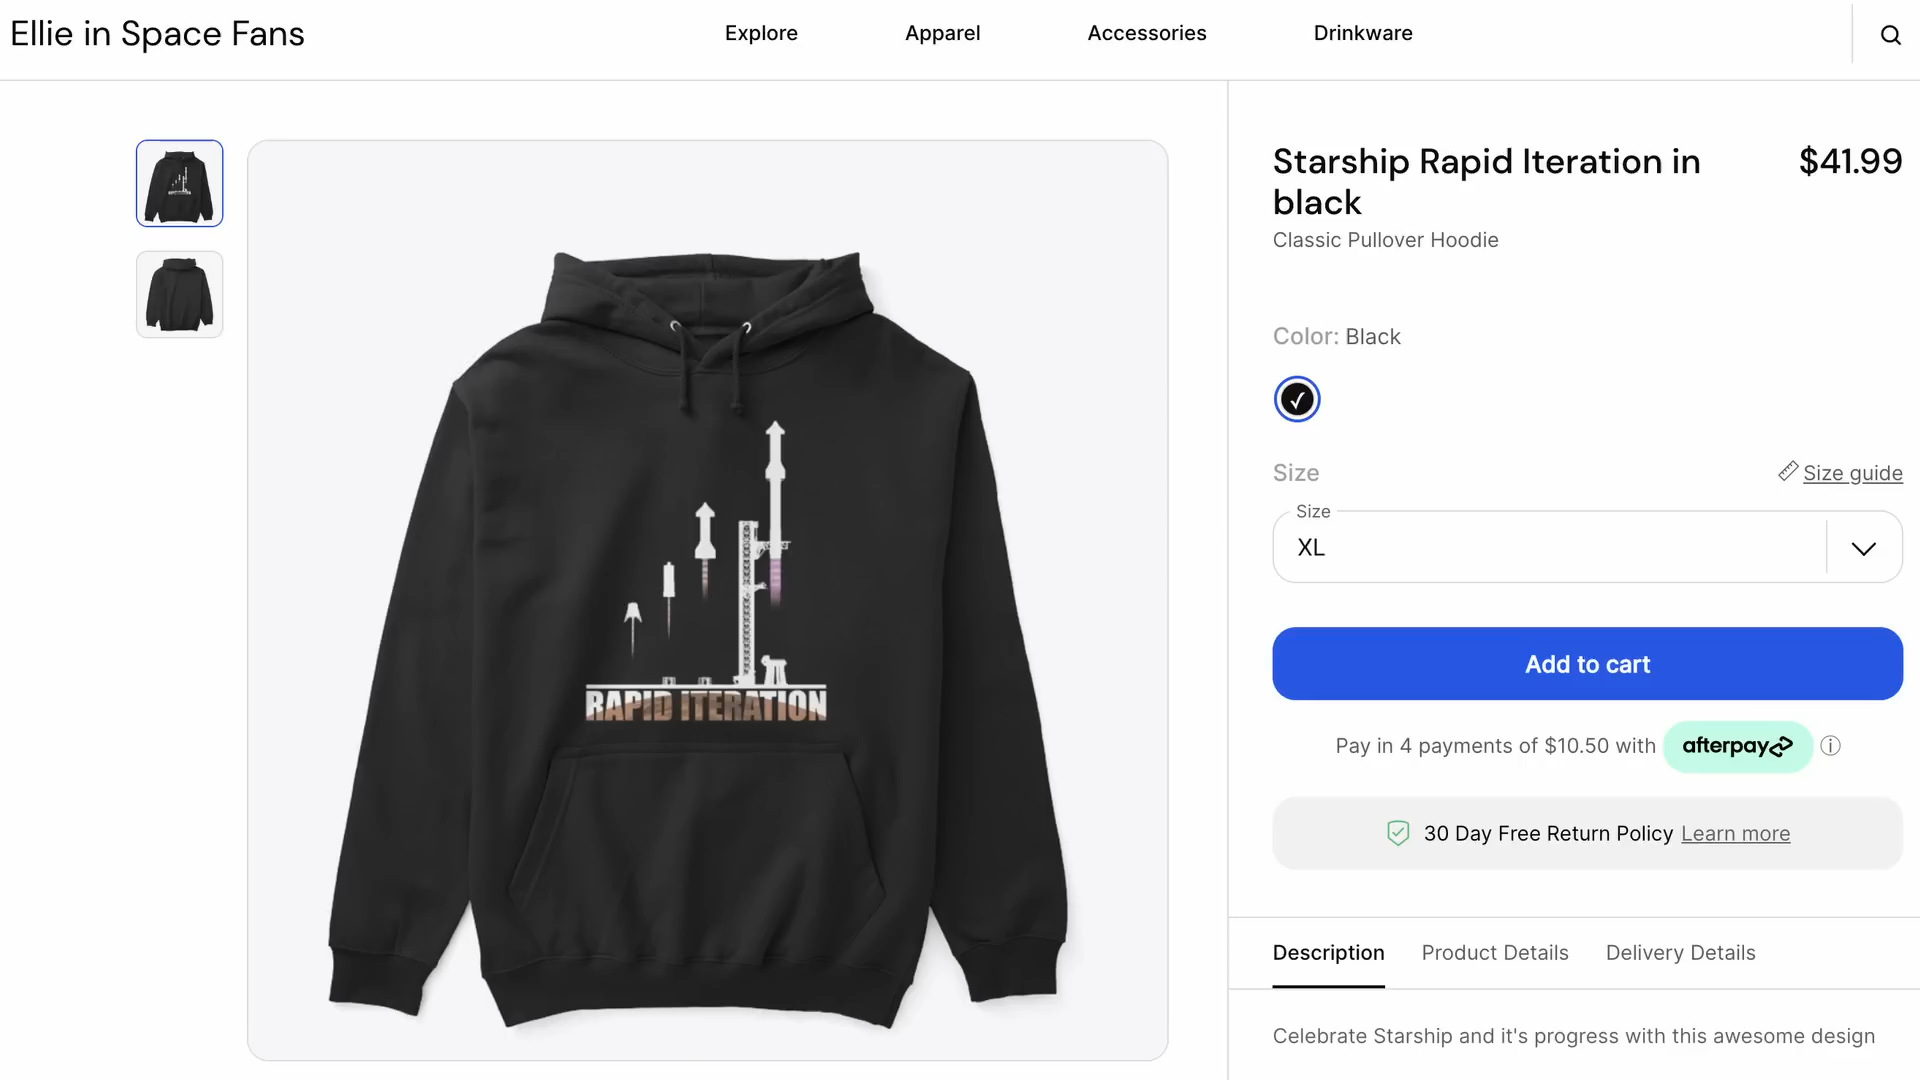 Ellie in Space Fans
Explore
Apparel
Accessories
Drinkware
Starship Rapid Iteration in
black
$41.99
Classic Pullover Hoodie
Color: Black
Size
Size guide
Size
XL
Add to cart
Pay in 4 payments of $10.50 with afterpay
30 Day Free Return Policy Learn more
Description
Product Details
Delivery Details
Celebrate Starship and it's progress with this awesome design
RAPID ITERATION